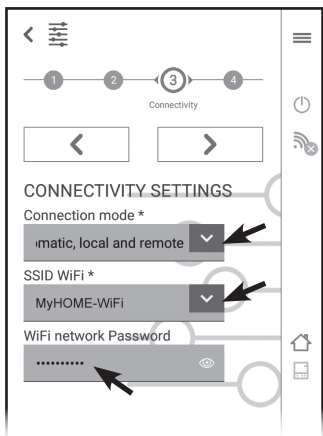 1
2
3
4
Connectivity
CONNECTIVITY SETTINGS
Connection mode *
matic, local and remote
SSID WiFi *
MyHOME-WiFi
WiFi network Password
••••••••••